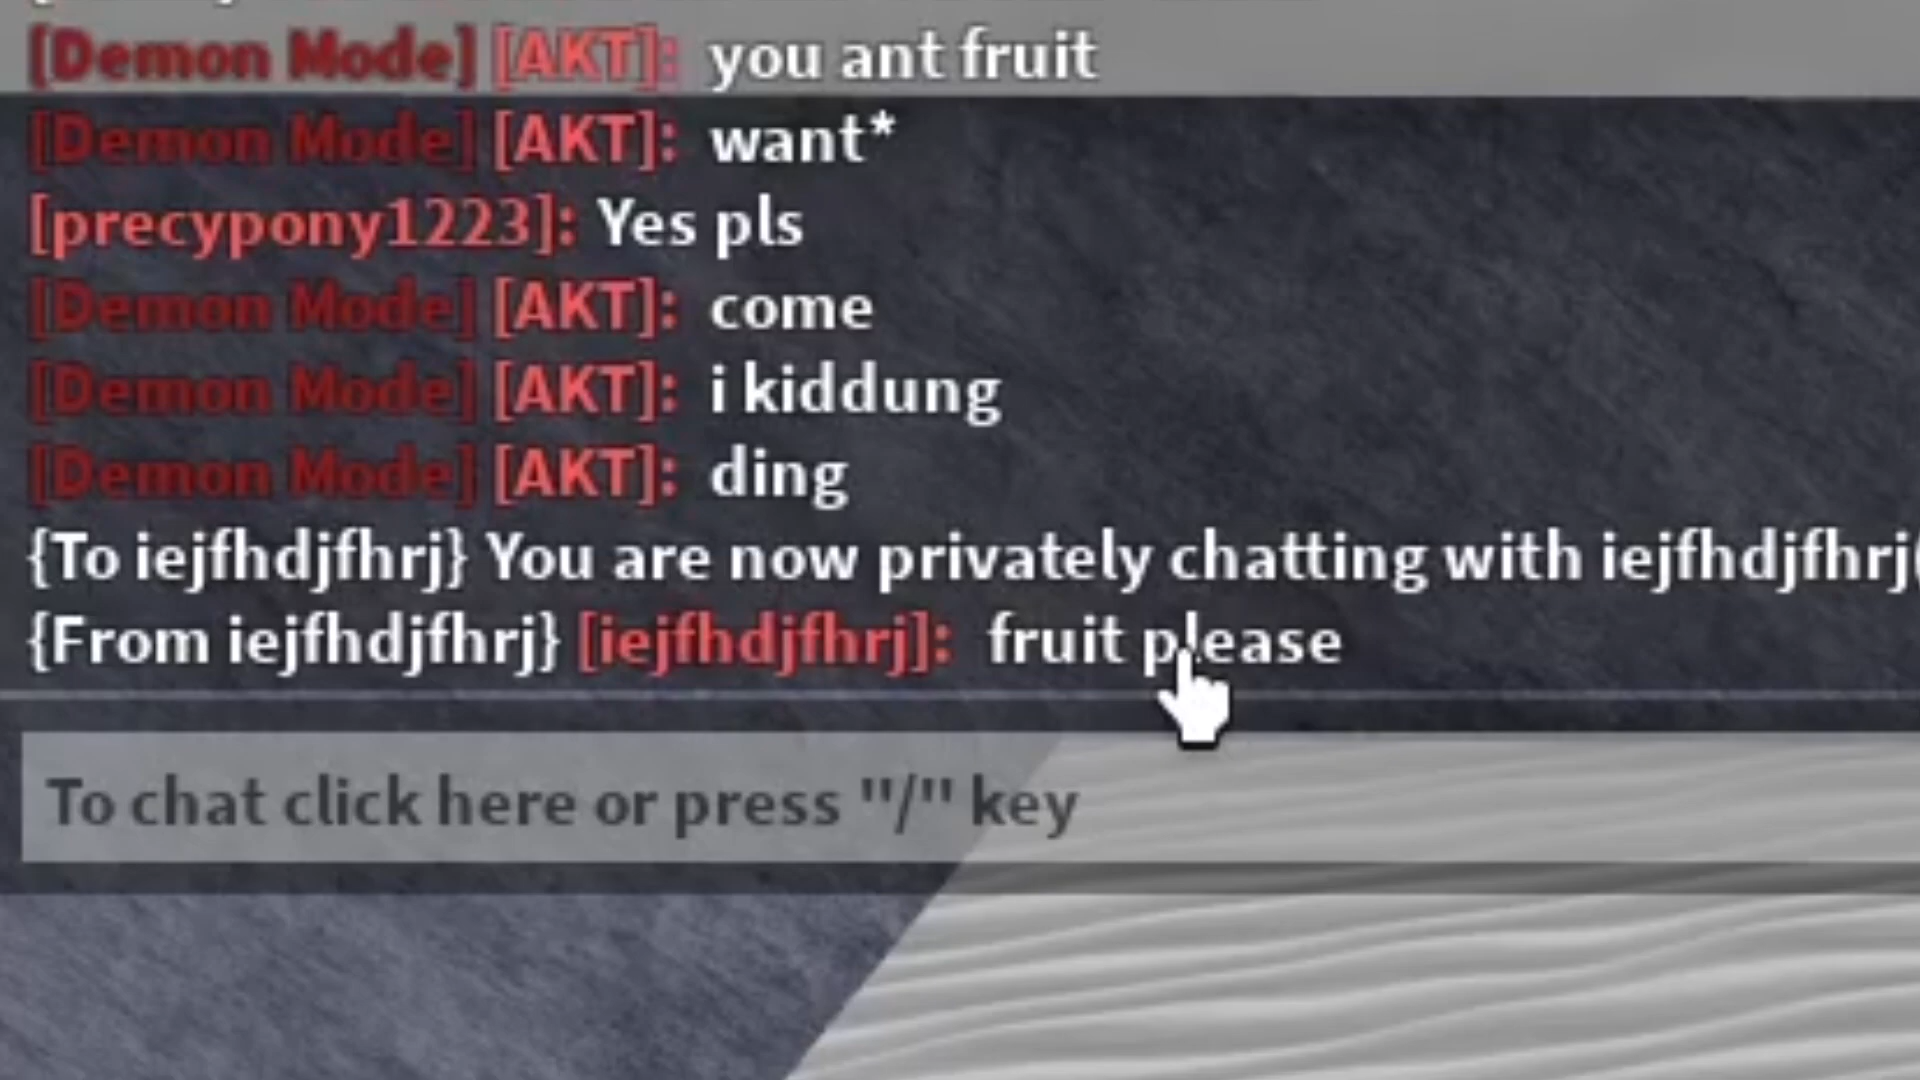 [Demon Mode] [AKT]: you ant fruit
[Demon Mode] [AKT]: want*
[precypony1223]: Yes pls
[Demon Mode] [AKT]: come
[Demon Mode] [AKT]: i kiddung
[Demon Mode] [AKT]: ding
{To iejfhdjfhrj} You are now privately chatting with iejfhdjfhrj(
{From iejfhdjfhrj} [iejfhdjfhrj]: fruit please
To chat click here or press "/" key